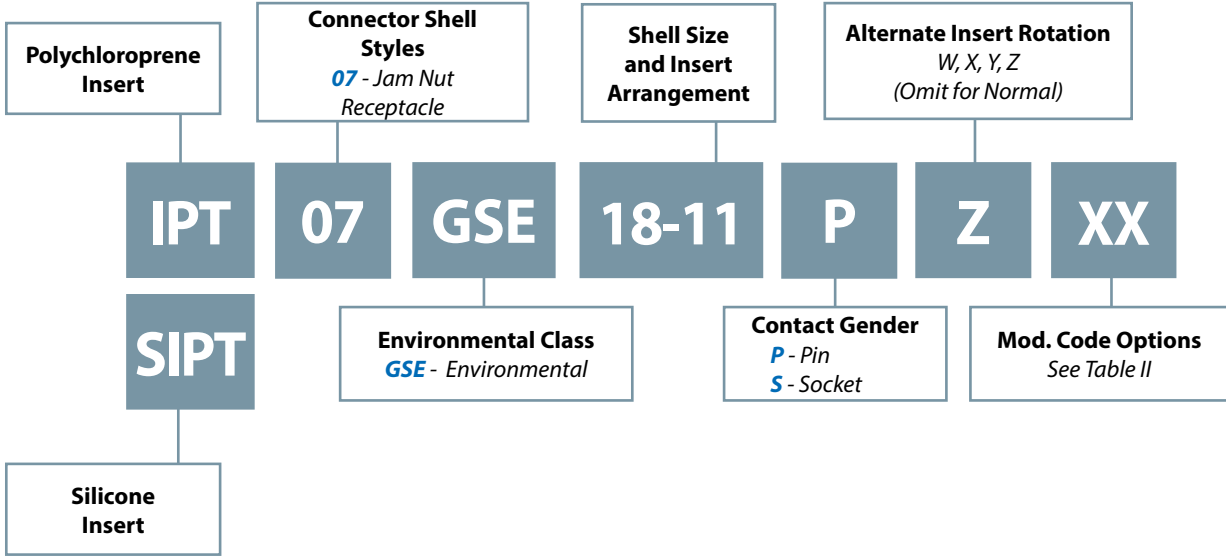 Polychloroprene
Insert
Connector Shell
Styles
07 - Jam Nut
Receptacle
Shell Size
and Insert
Arrangement
Alternate Insert Rotation
W, X, Y, Z
(Omit for Normal)
IPT
07
GSE
18-11
P
Z
XX
SIPT
Environmental Class
GSE - Environmental
Contact Gender
P - Pin
S - Socket
Mod. Code Options
See Table II
Silicone
Insert